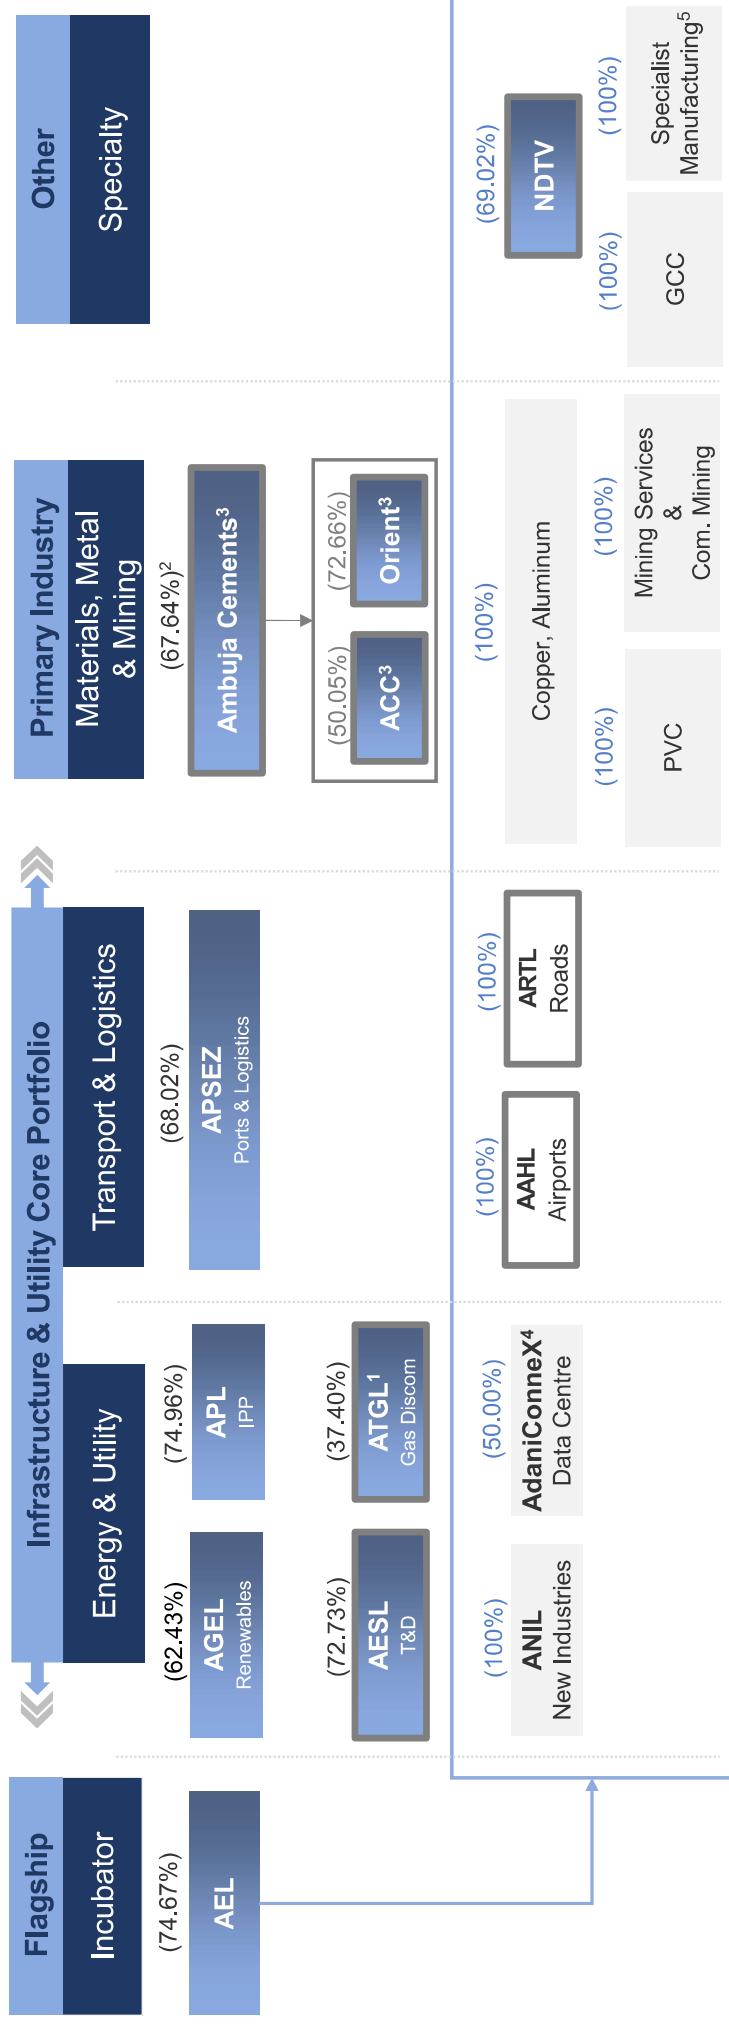 Flagship
Incubator
(74.67%)
AEL
Infrastructure & Utility Core Portfolio
Energy & Utility
(62.43%)
AGEL
Renewables
(74.96%)
APL
IPP
(72.73%)
AESL
T&D
(37.40%)
ATGL¹
Gas Discom
(100%)
ANIL
New Industries
(50.00%)
AdaniConneX⁴
Data Centre
Transport & Logistics
(68.02%)
APSEZ
Ports & Logistics
(100%)
AAHL
Airports
(100%)
ARTL
Roads
Primary Industry
Materials, Metal
& Mining
(67.64%)²
Ambuja Cements³
(50.05%)
ACC³
(72.66%)
Orient³
(100%)
Copper, Aluminum
(100%)
PVC
(100%)
Mining Services
&
Com. Mining
Other
Specialty
(69.02%)
NDTV
(100%)
GCC
(100%)
Specialist
Manufacturing⁵